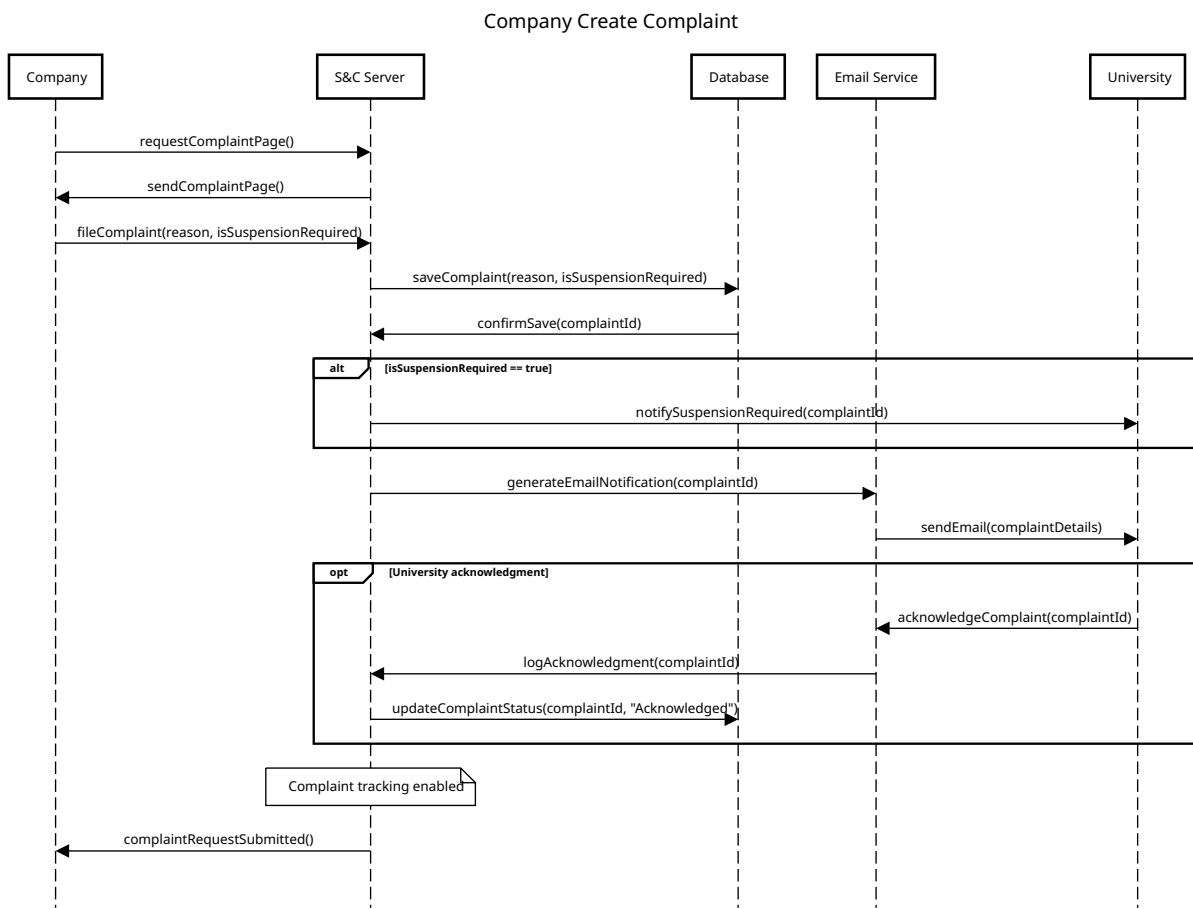 Company Create Complaint
Company
S&C Server
Database
Email Service
University
requestComplaintPage()
sendComplaintPage()
fileComplaint(reason, isSuspensionRequired)
saveComplaint(reason, isSuspensionRequired)
confirmSave(complaintId)
alt
[isSuspensionRequired == true]
notifySuspensionRequired(complaintId)
generateEmailNotification(complaintId)
sendEmail(complaintDetails)
opt
[University acknowledgment]
acknowledgeComplaint(complaintId)
logAcknowledgment(complaintId)
updateComplaintStatus(complaintId, "Acknowledged")
Complaint tracking enabled
complaintRequestSubmitted()